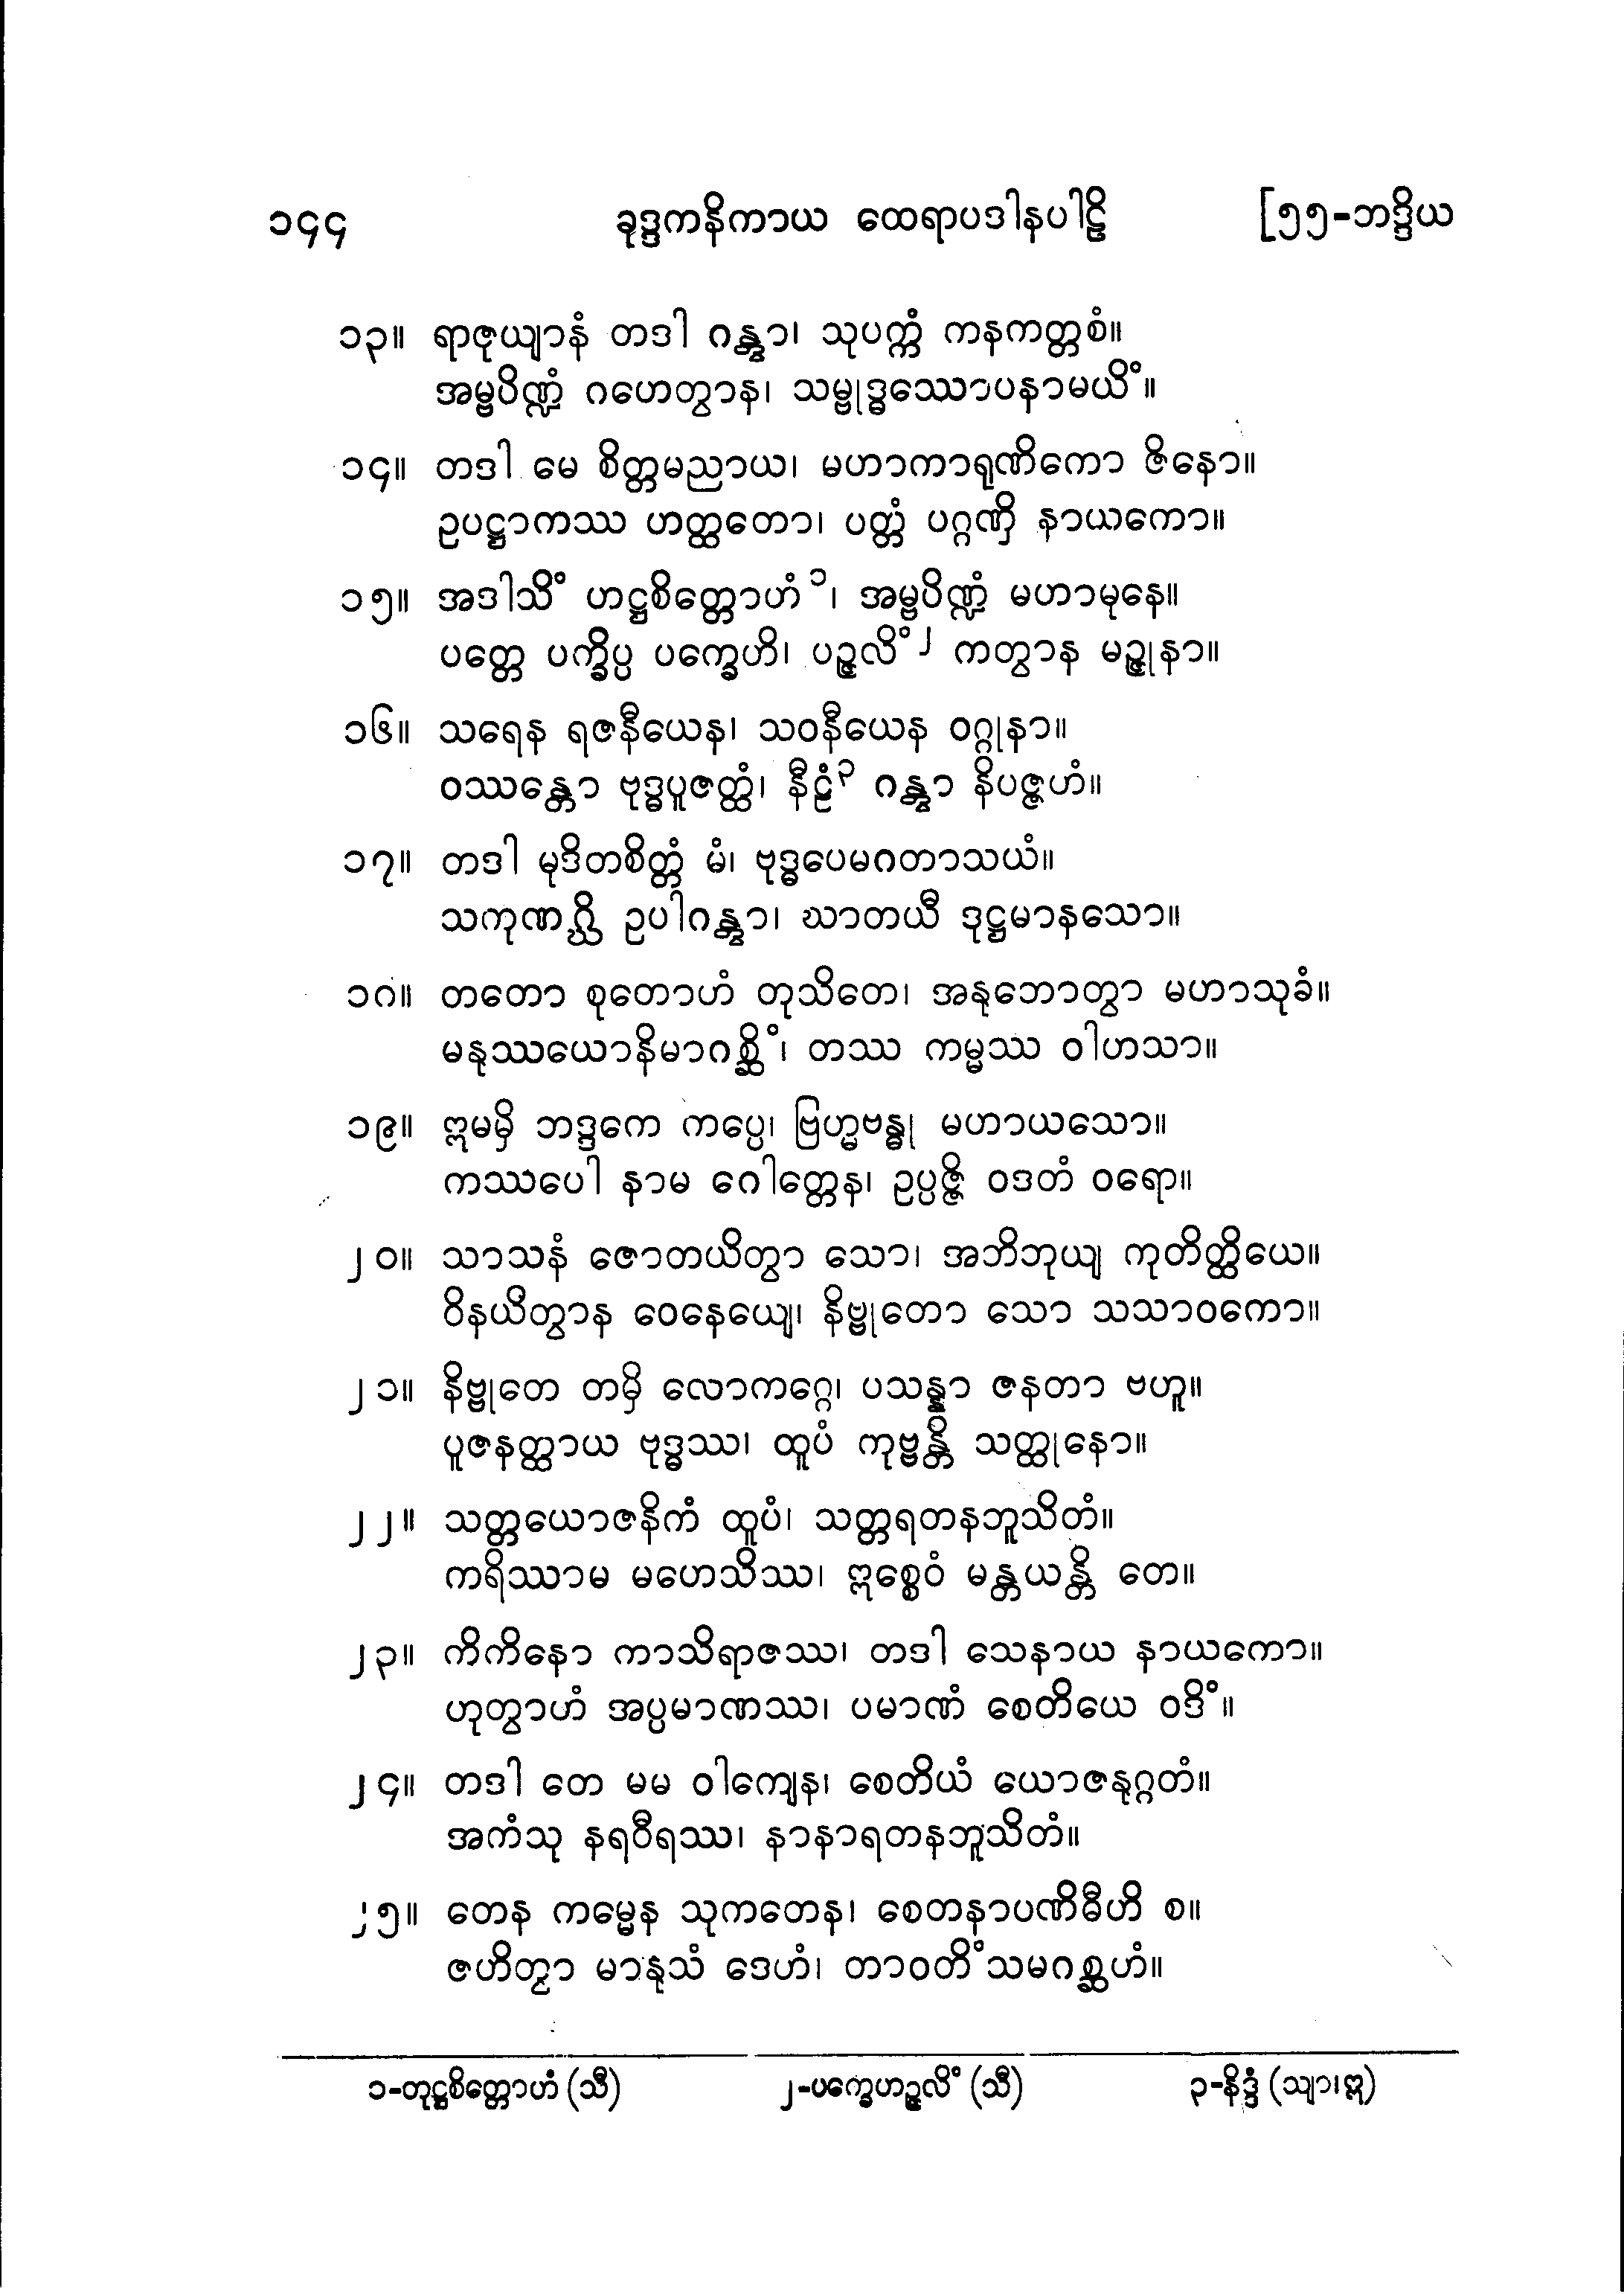 ၁၄၄ ခုဒ္ဒကနိကာယ ထေရာပဒါနပါဠိ [၅၅-ဘဒ္ဒိယ
၁၃။ ရာဇုယျာနံ တဒါ ဂန္တွာ၊ သုပက္ကံ ကနကတ္တစံ။
အမ္ဗပိဏ္ဍံ ဂဟေတွာန၊ သမ္ဗုဒ္ဓဿောပနာမယိံ။
၁၄။ တဒါ မေ စိတ္တမညာယ၊ မဟာကာရုဏိကော ဇိနော။
ဥပဋ္ဌာကဿ ဟတ္ထတော၊ ပတ္တံ ပဂ္ဂဏှိ နာယကော။
၁၅။ အဒါသိံ ဟဋ္ဌစိတ္တောဟံ၁၊ အမ္ဗပိဏ္ဍံ မဟာမုနေ။
ပတ္တေ ပက္ခိပ္ပ ပက္ခေဟိ၊ ပဉ္ဇလိံ၂ ကတွာန မဉ္ဇုနာ။
၁၆။ သရေန ရဇနီယေန၊ သဝနီယေန ဝဂ္ဂုနာ။
ဝဿန္တော ဗုဒ္ဓပူဇတ္ထံ၊ နီဠံ၃ ဂန္တွာ နိပဇ္ဇဟံ။
၁၇။ တဒါ မုဒိတစိတ္တံ မံ၊ ဗုဒ္ဓပေမဂတာသယံ။
သကုဏဂ္ဃိ ဥပါဂန္တွာ၊ ဃာတယီ ဒုဋ္ဌမာနသော။
၁၈။ တတော စုတောဟံ တုသိတေ၊ အနုဘောတွာ မဟာသုခံ။
မနုဿယောနိမာဂစ္ဆိံ၊ တဿ ကမ္မဿ ဝါဟသာ။
၁၉။ ဣမမှိ ဘဒ္ဒကေ ကပ္ပေ၊ ဗြဟ္မဗန္ဓု မဟာယသော။
ကဿပေါ နာမ ဂေါတ္တေန၊ ဥပ္ပဇ္ဇိ ဝဒတံ ဝရော။
၂၀။ သာသနံ ဇောတယိတွာ သော၊ အဘိဘုယျ ကုတိတ္ထိယေ။
ဝိနယိတွာန ဝေနေယျေ၊ နိဗ္ဗုတော သော သသာဝကော။
၂၁။ နိဗ္ဗုတေ တမှိ လောကဂ္ဂေ၊ ပသန္နာ ဇနတာ ဗဟူ။
ပူဇနတ္ထာယ ဗုဒ္ဓဿ၊ ထူပံ ကုဗ္ဗန္တိ သတ္ထုနော။
၂၂။ သတ္တယောဇနိကံ ထူပံ၊ သတ္တရတနဘူသိတံ။
ကရိဿာမ မဟေသိဿ၊ ဣစ္စေဝံ မန္တယန္တိ တေ။
၂၃။ ကိကိနော ကာသိရာဇဿ၊ တဒါ သေနာယ နာယကော။
ဟုတွာဟံ အပ္ပမာဏဿ၊ ပမာဏံ စေတိယေ ဝဒိံ။
၂၄။ တဒါ တေ မမ ဝါကျေန၊ စေတိယံ ယောဇနုဂ္ဂတံ။
အကံသု နရဝီရဿ၊ နာနာရတနဘူသိတံ။
၂၅။ တေန ကမ္မေန သုကတေန၊ စေတနာပဏိဓီဟိ စ။
ဇဟိတွာ မာနုသံ ဒေဟံ၊ တာဝတိံသမဂစ္ဆဟံ။
၁-တုဋ္ဌစိတ္တောဟံ (သီ) ၂-ပက္ခေဟဉ္ဇလိံ (သီ) ၃-နိဒ္ဒံ (သျာ၊ဣ)